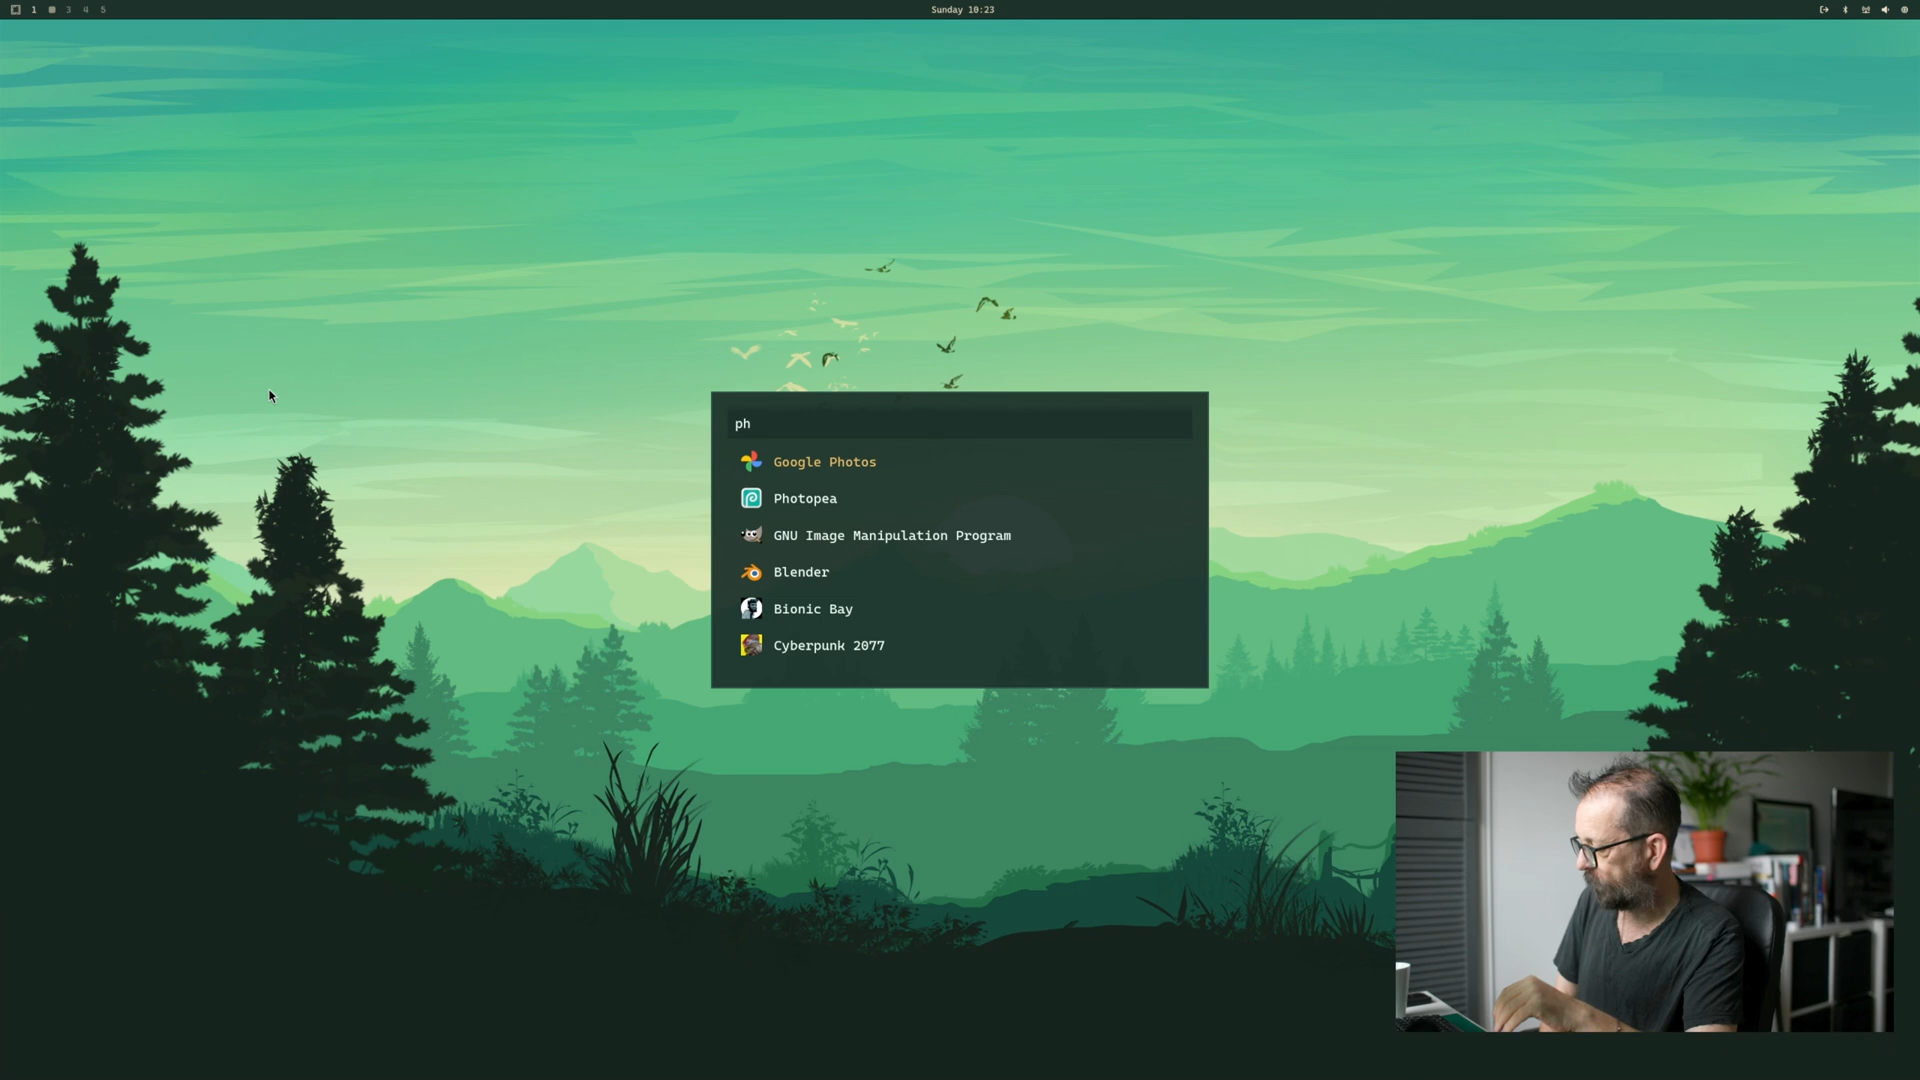 1 3 4 5
Sunday 10:23
ph
Google Photos
Photopea
GNU Image Manipulation Program
Blender
Bionic Bay
Cyberpunk 2077